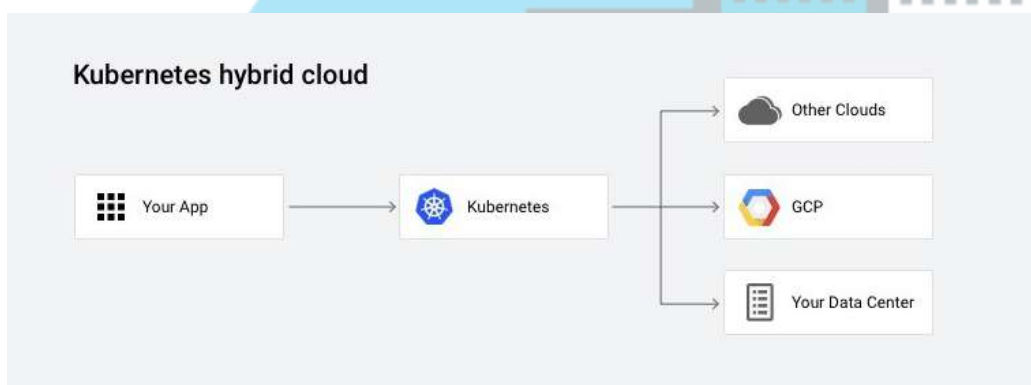 Kubernetes hybrid cloud
Other Clouds
Your App
Kubernetes
GCP
Your Data Center